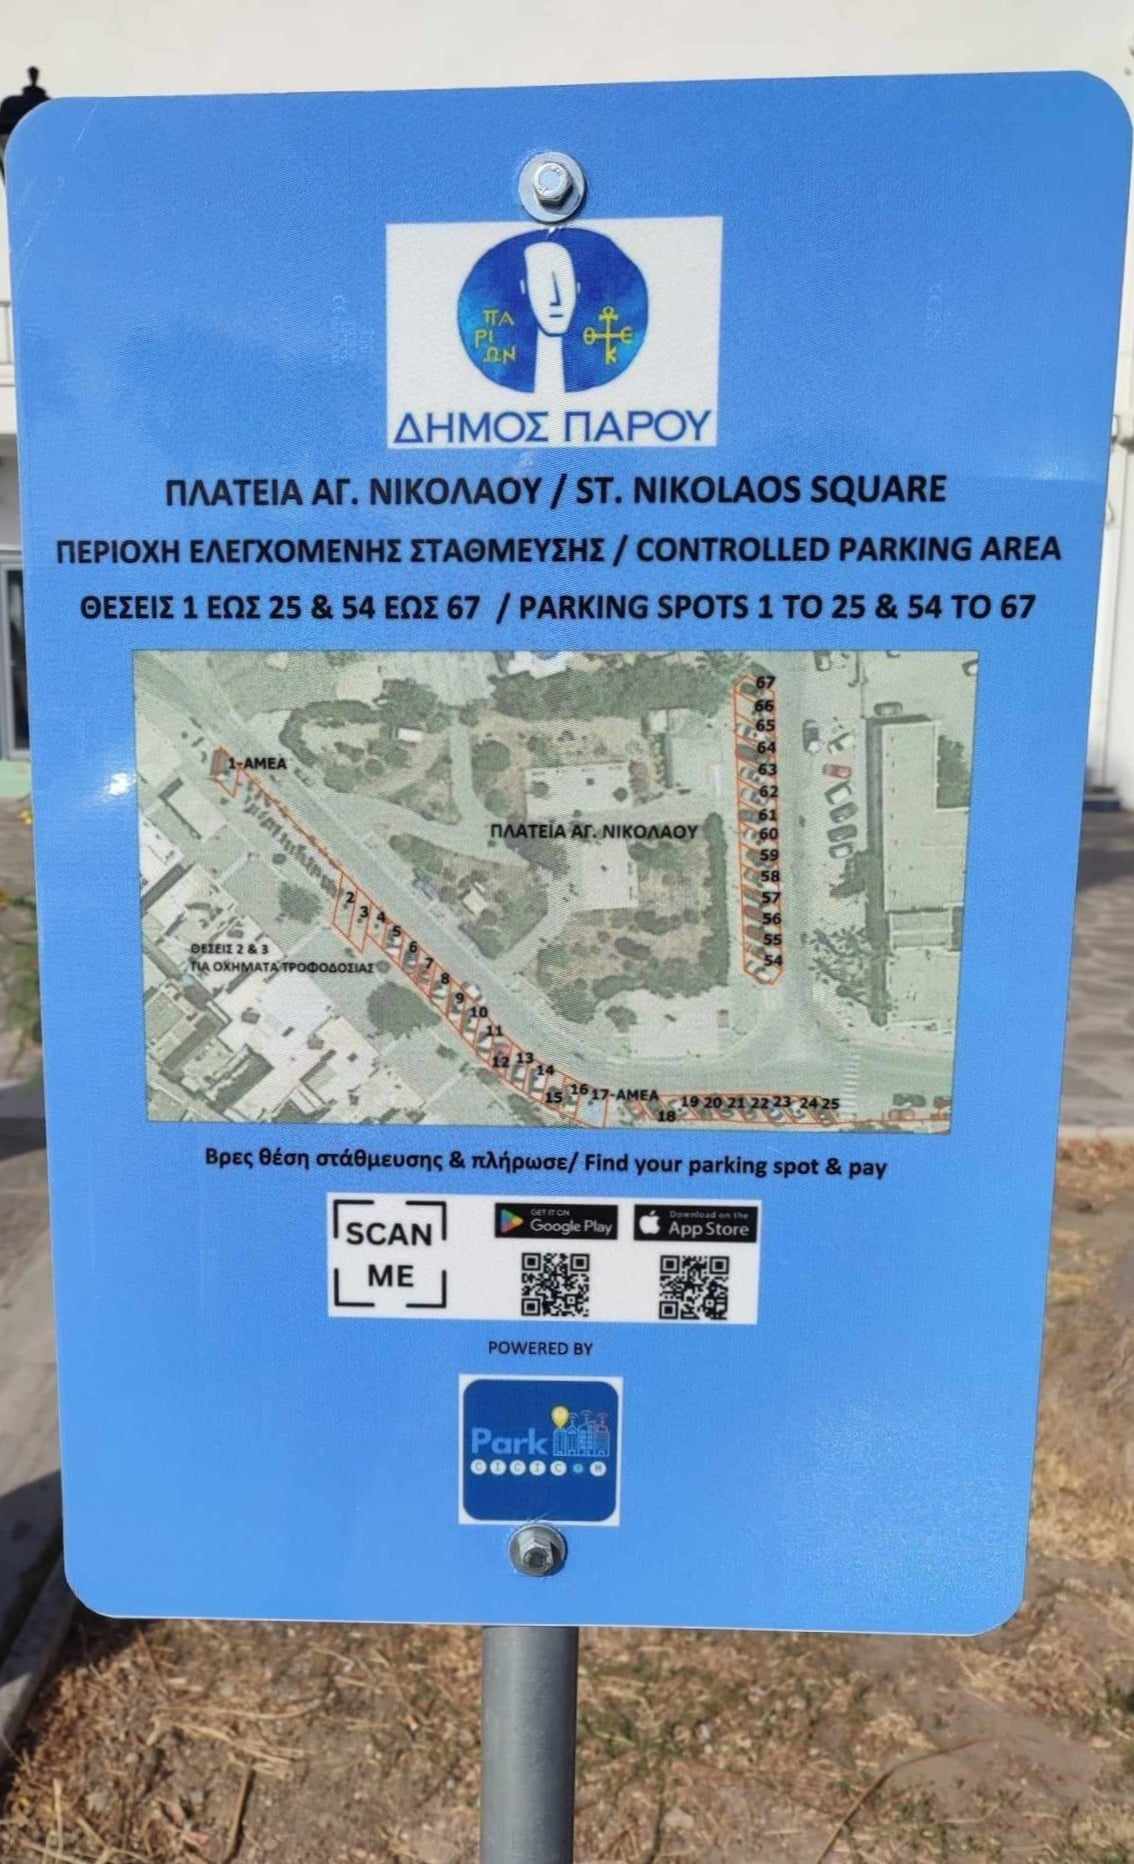 ΠΑ
ΡΙ
ΩΝ
ΔΗΜΟΣ ΠΑΡΟΥ
ΠΛΑΤΕΙΑ ΑΓ. ΝΙΚΟΛΑΟΥ / ST. NIKOLAOS SQUARE
ΠΕΡΙΟΧΗ ΕΛΕΓΧΟΜΕΝΗΣ ΣΤΑΘΜΕΥΣΗΣ / CONTROLLED PARKING AREA
ΘΕΣΕΙΣ 1 ΕΩΣ 25 & 54 ΕΩΣ 67 / PARKING SPOTS 1 TO 25 & 54 TO 67
67
66
65
64
63
62
61
60
59
58
57
56
55
54
1-ΑΜΕΑ
ΠΛΑΤΕΙΑ ΑΓ. ΝΙΚΟΛΑΟΥ
2
3
4
5
6
7
8
9
10
11
12
13
14
15
16
17-ΑΜΕΑ
18
19 20 21 22 23 24 25
ΘΕΣΕΙΣ 2 & 3
ΓΙΑ ΟΧΗΜΑΤΑ ΤΡΟΦΟΔΟΣΙΑΣ
Βρες θέση στάθμευσης & πλήρωσε/ Find your parking spot & pay
SCAN
ME
GET IT ON
Google Play
Download on the
App Store
POWERED BY
Park
CICICOM